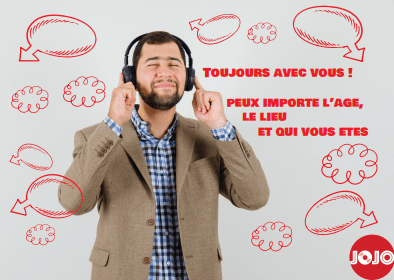 TOUJOURS AVEC VOUS !
PEUX IMPORTE L'AGE,
LE LIEU
ET QUI VOUS ETES
JOJO